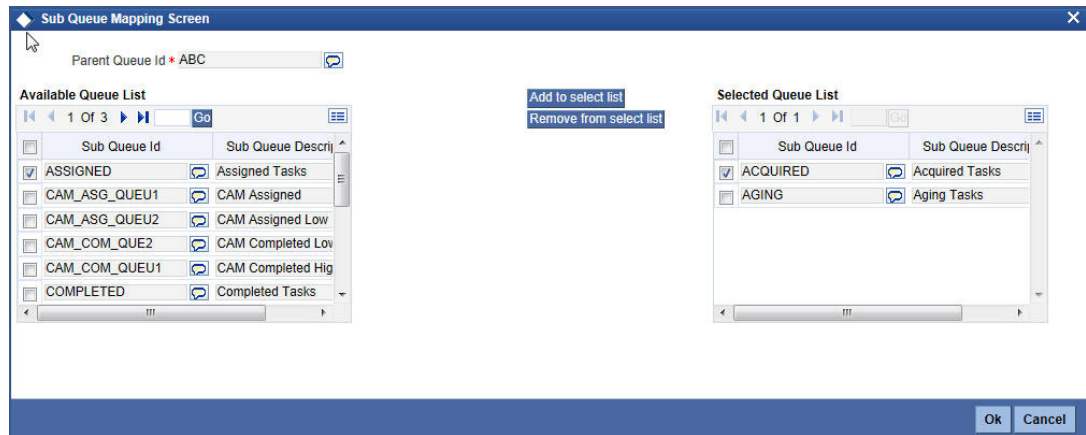 Sub Queue Mapping Screen
Parent Queue Id * ABC
Available Queue List
1 Of 3 Go
Sub Queue Id Sub Queue Descrip
ASSIGNED Assigned Tasks
CAM_ASG_QUEU1 CAM Assigned
CAM_ASG_QUEU2 CAM Assigned Low
CAM_COM_QUE2 CAM Completed Low
CAM_COM_QUEU1 CAM Completed Hig
COMPLETED Completed Tasks
Add to select list
Remove from select list
Selected Queue List
1 Of 1 Go
Sub Queue Id Sub Queue Descrip
ACQUIRED Acquired Tasks
AGING Aging Tasks
Ok Cancel